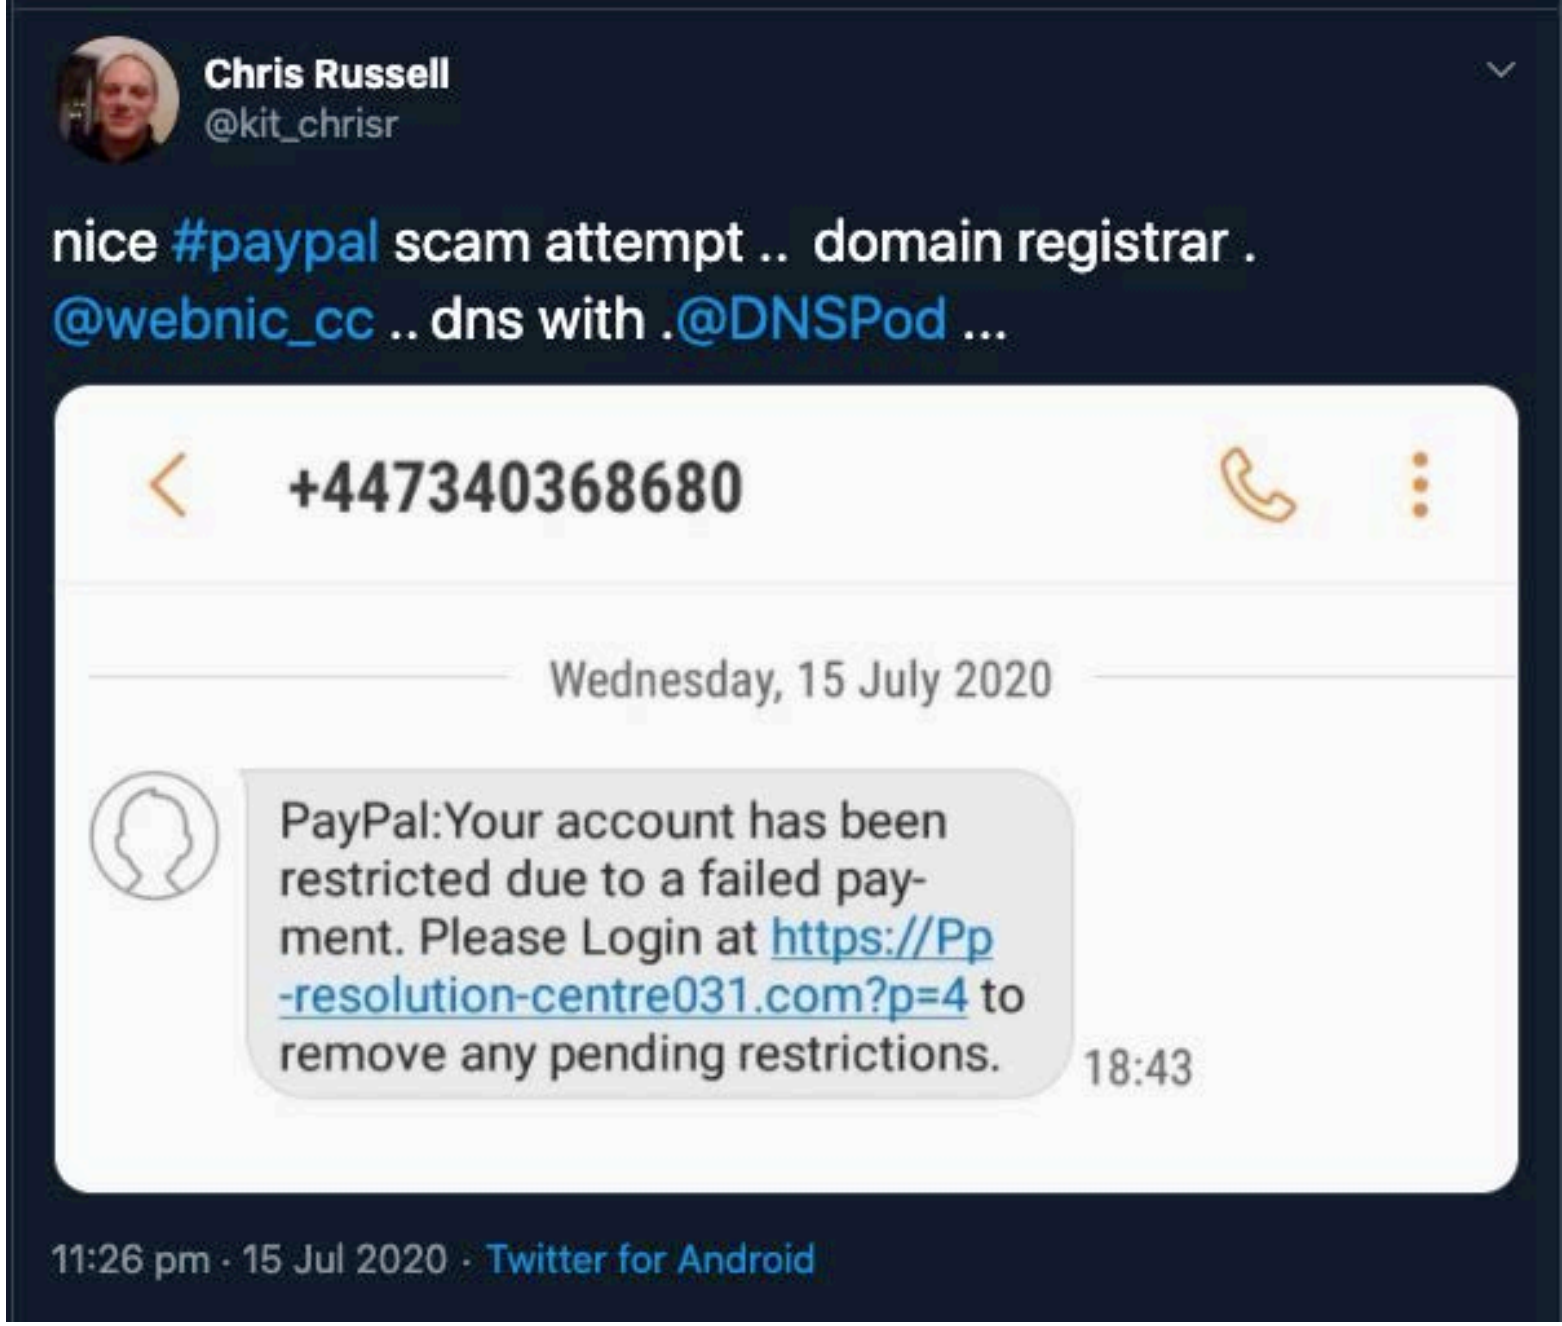 Chris Russell
@kit_chrisr
nice #paypal scam attempt ..  domain registrar .
@webnic_cc .. dns with .@DNSPod ...
+447340368680
Wednesday, 15 July 2020
PayPal:Your account has been
restricted due to a failed pay-
ment. Please Login at https://Pp
-resolution-centre031.com?p=4 to
remove any pending restrictions.
18:43
11:26 pm · 15 Jul 2020 · Twitter for Android